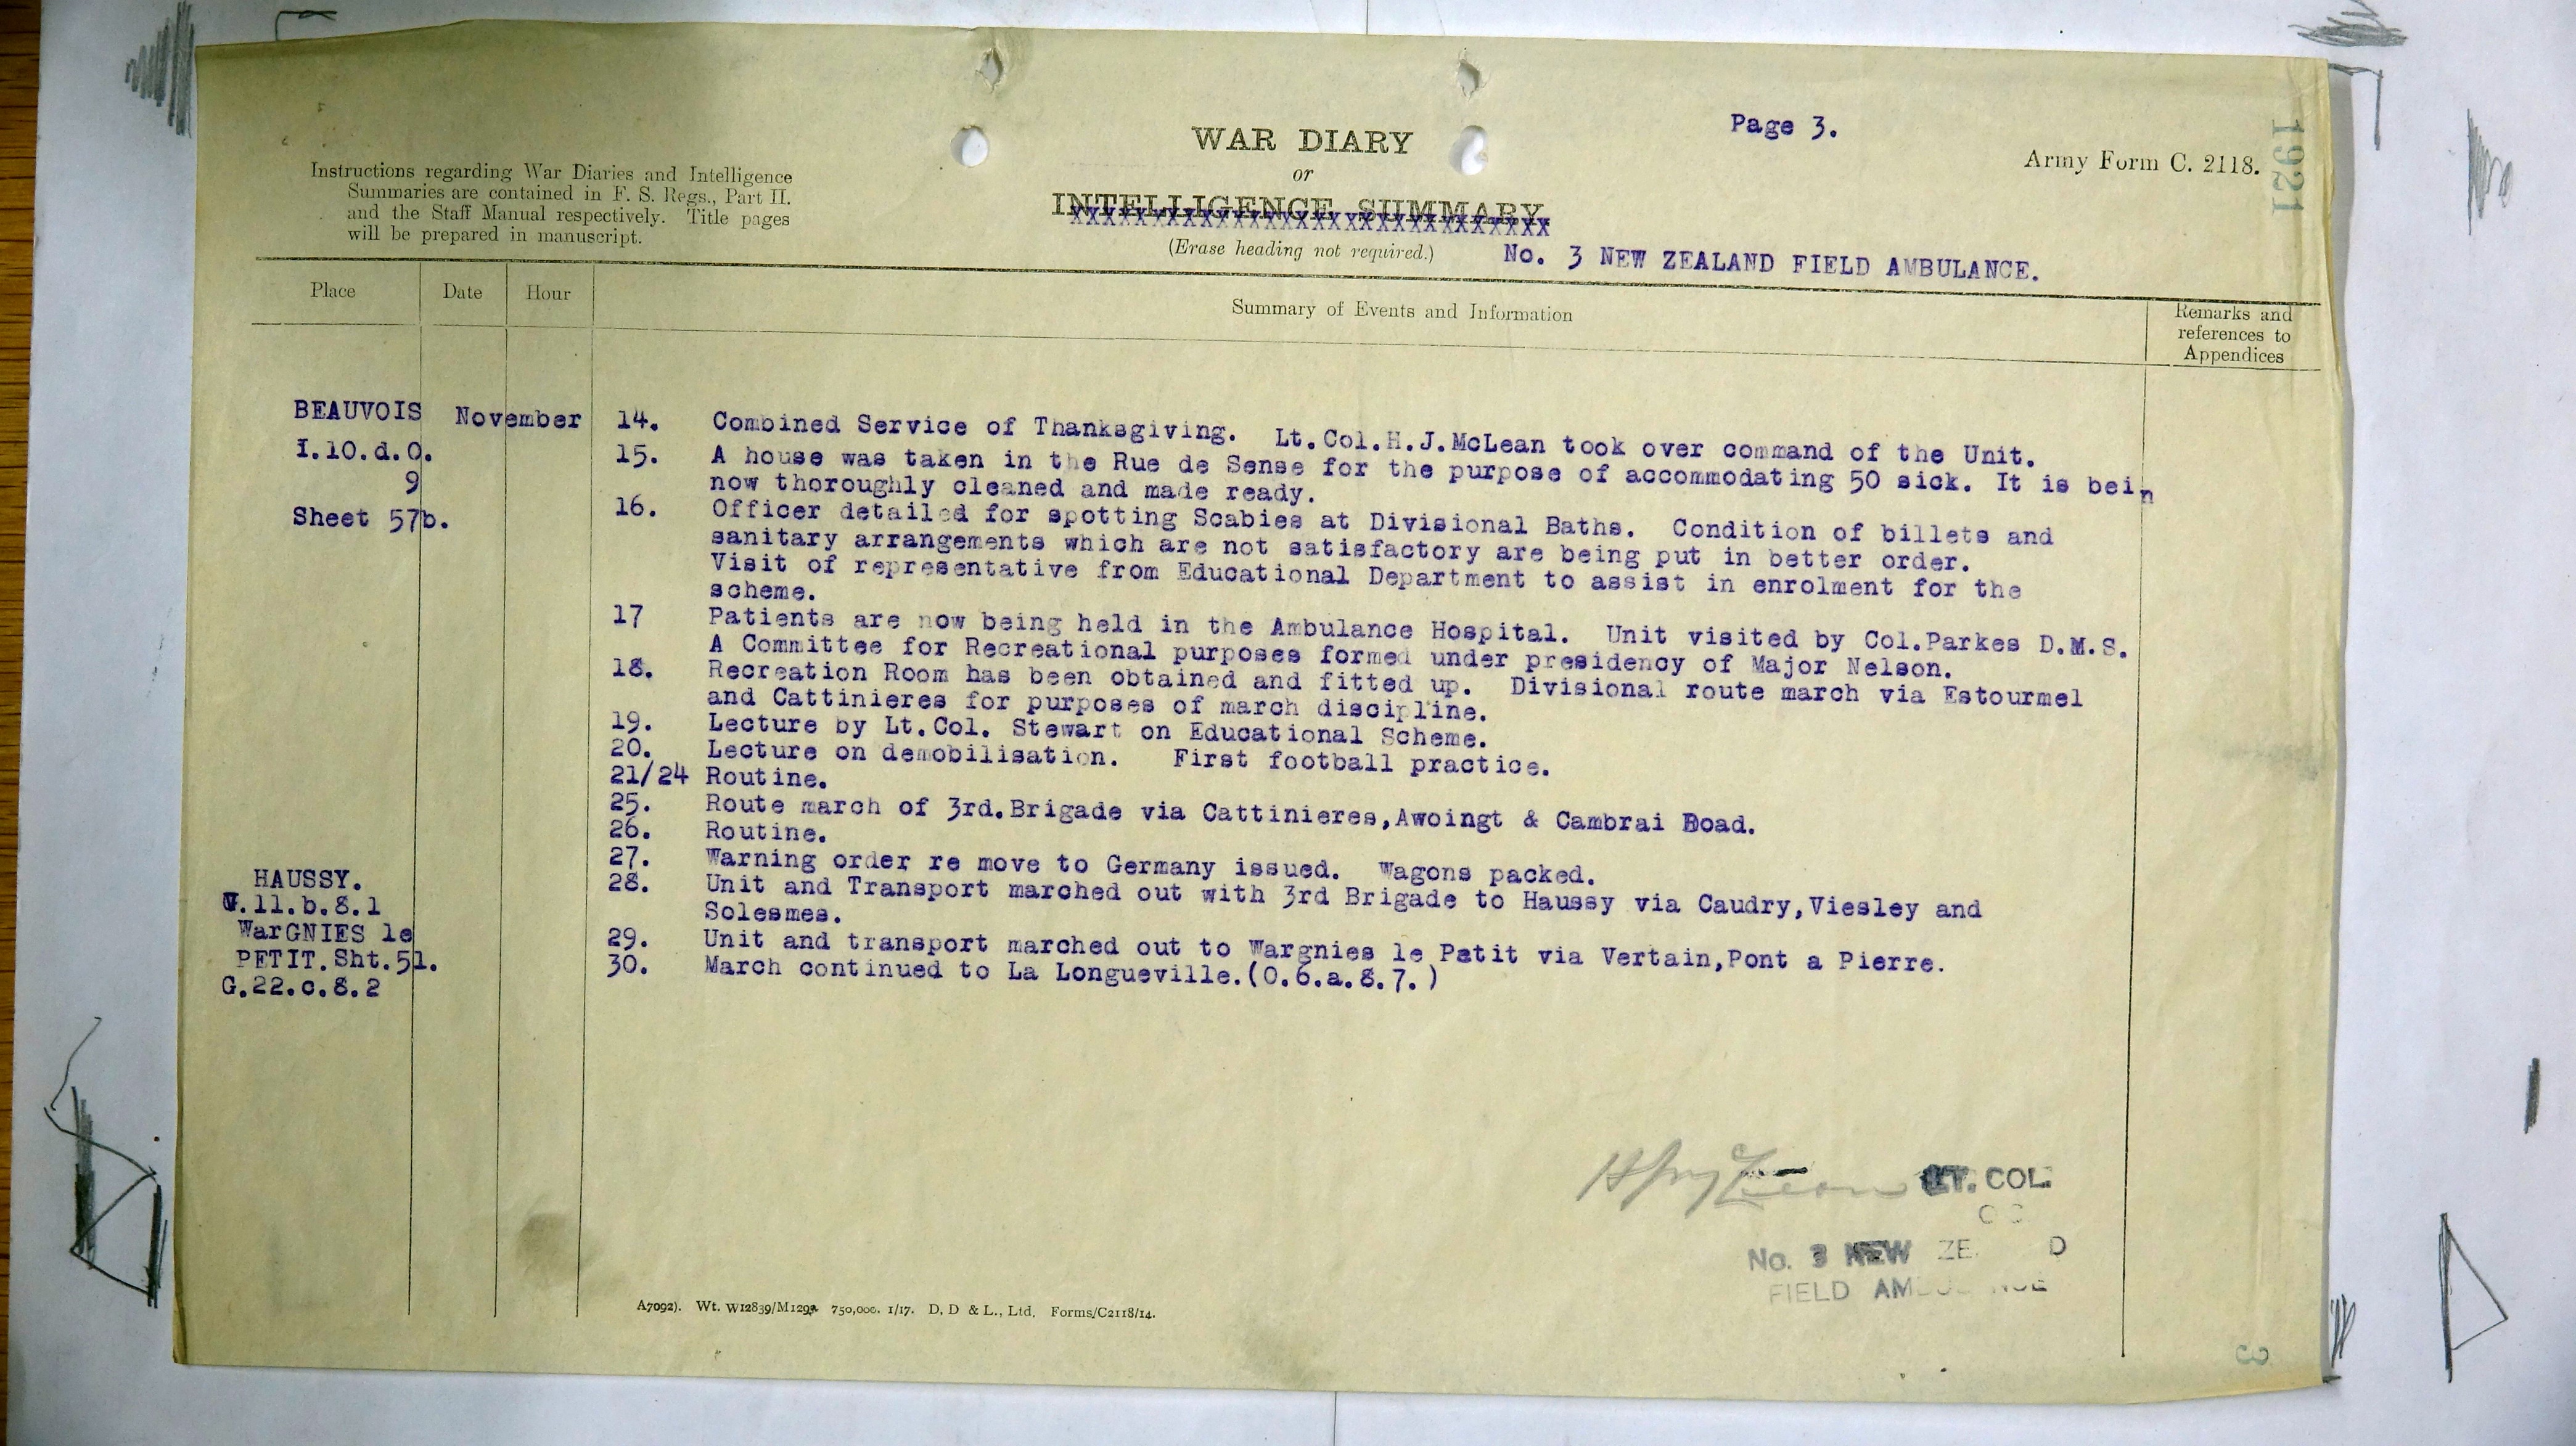 Page 3.
1921
WAR DIARY
or
INTELLIGENCE SUMMARY
(Erase heading not required.)
Army Form C. 2118.
Instructions regarding War Diaries and Intelligence
Summaries are contained in F. S. Regs., Part II.
and the Staff Manual respectively. Title pages
will be prepared in manuscript.
No. 3 NEW ZEALAND FIELD AMBULANCE.
Place Date Hour Summary of Events and Information Remarks and
references to
Appendices
BEAUVOIS November 14. Combined Service of Thanksgiving. Lt.Col.H.J.McLean took over command of the Unit.
I.10.d.0. 15. A house was taken in the Rue de Sense for the purpose of accommodating 50 sick. It is bein
9 now thoroughly cleaned and made ready.
Sheet 57b. 16. Officer detailed for spotting Scabies at Divisional Baths. Condition of billets and
sanitary arrangements which are not satisfactory are being put in better order.
Visit of representative from Educational Department to assist in enrolment for the
scheme.
17 Patients are now being held in the Ambulance Hospital. Unit visited by Col.Parkes D.M.S.
A Committee for Recreational purposes formed under presidency of Major Nelson.
18. Recreation Room has been obtained and fitted up. Divisional route march via Estourmel
and Cattinieres for purposes of march discipline.
19. Lecture by Lt.Col. Stewart on Educational Scheme.
20. Lecture on demobilisation. First football practice.
21/24 Routine.
25. Route march of 3rd.Brigade via Cattinieres,Awoingt & Cambrai Road.
26. Routine.
27. Warning order re move to Germany issued. Wagons packed.
HAUSSY. 28. Unit and Transport marched out with 3rd Brigade to Haussy via Caudry,Viesley and
V.11.b.8.1 Solesmes.
WarGNIES le 29. Unit and transport marched out to Wargnies le Petit via Vertain,Pont a Pierre.
PETIT.Sht.51. 30. March continued to La Longueville.(O.6.a.8.7.)
G.22.c.8.2
H J McLean LT. COL.
No. 3 NEW ZE D
FIELD AMBULANCE
A7092). Wt. W12839/M1293. 750,000. 1/17. D, D & L., Ltd. Forms/C2118/14.
3